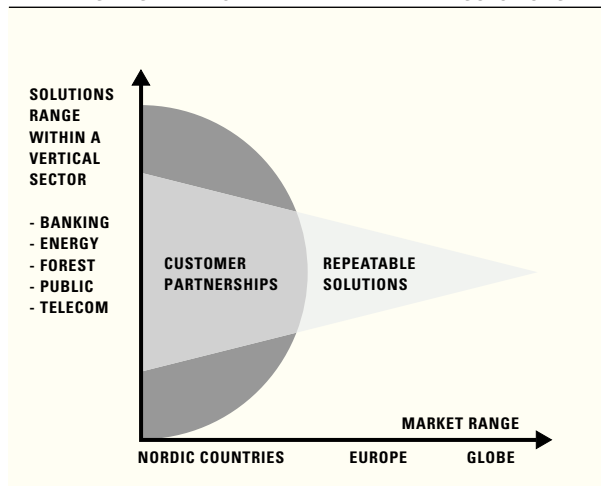 SOLUTIONS
RANGE
WITHIN A
VERTICAL
SECTOR
- BANKING
- ENERGY
- FOREST
- PUBLIC
- TELECOM
CUSTOMER
PARTNERSHIPS
REPEATABLE
SOLUTIONS
MARKET RANGE
NORDIC COUNTRIES EUROPE GLOBE